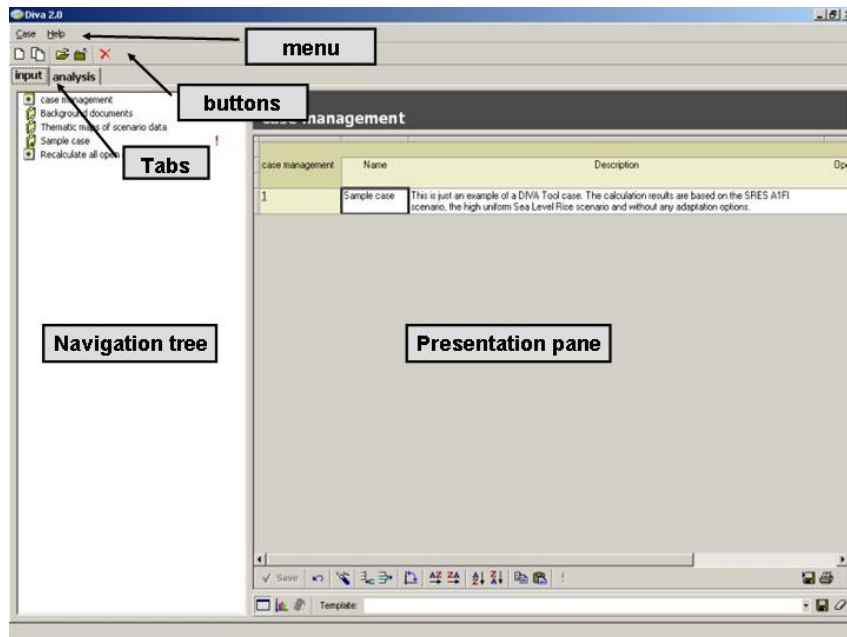 Diva 2.0
Case Help
menu
input analysis
buttons
case management
Background documents
Thematic maps of scenario data
Sample case !
Recalculate all open
Tabs
case management
case management Name Description Ope
1 Sample case This is just an example of a DIVA Tool case. The calculation results are based on the SRES A1FI
scenario, the high uniform Sea Level Rise scenario and without any adaptation options.
Navigation tree
Presentation pane
Save
Template: